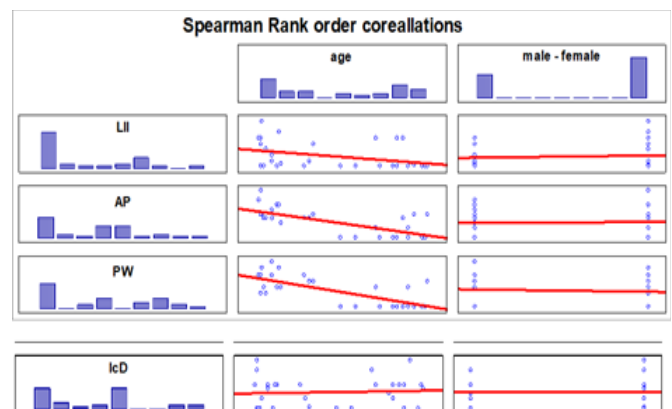 Spearman Rank order coreallations
age
male - female
LII
AP
PW
IcD